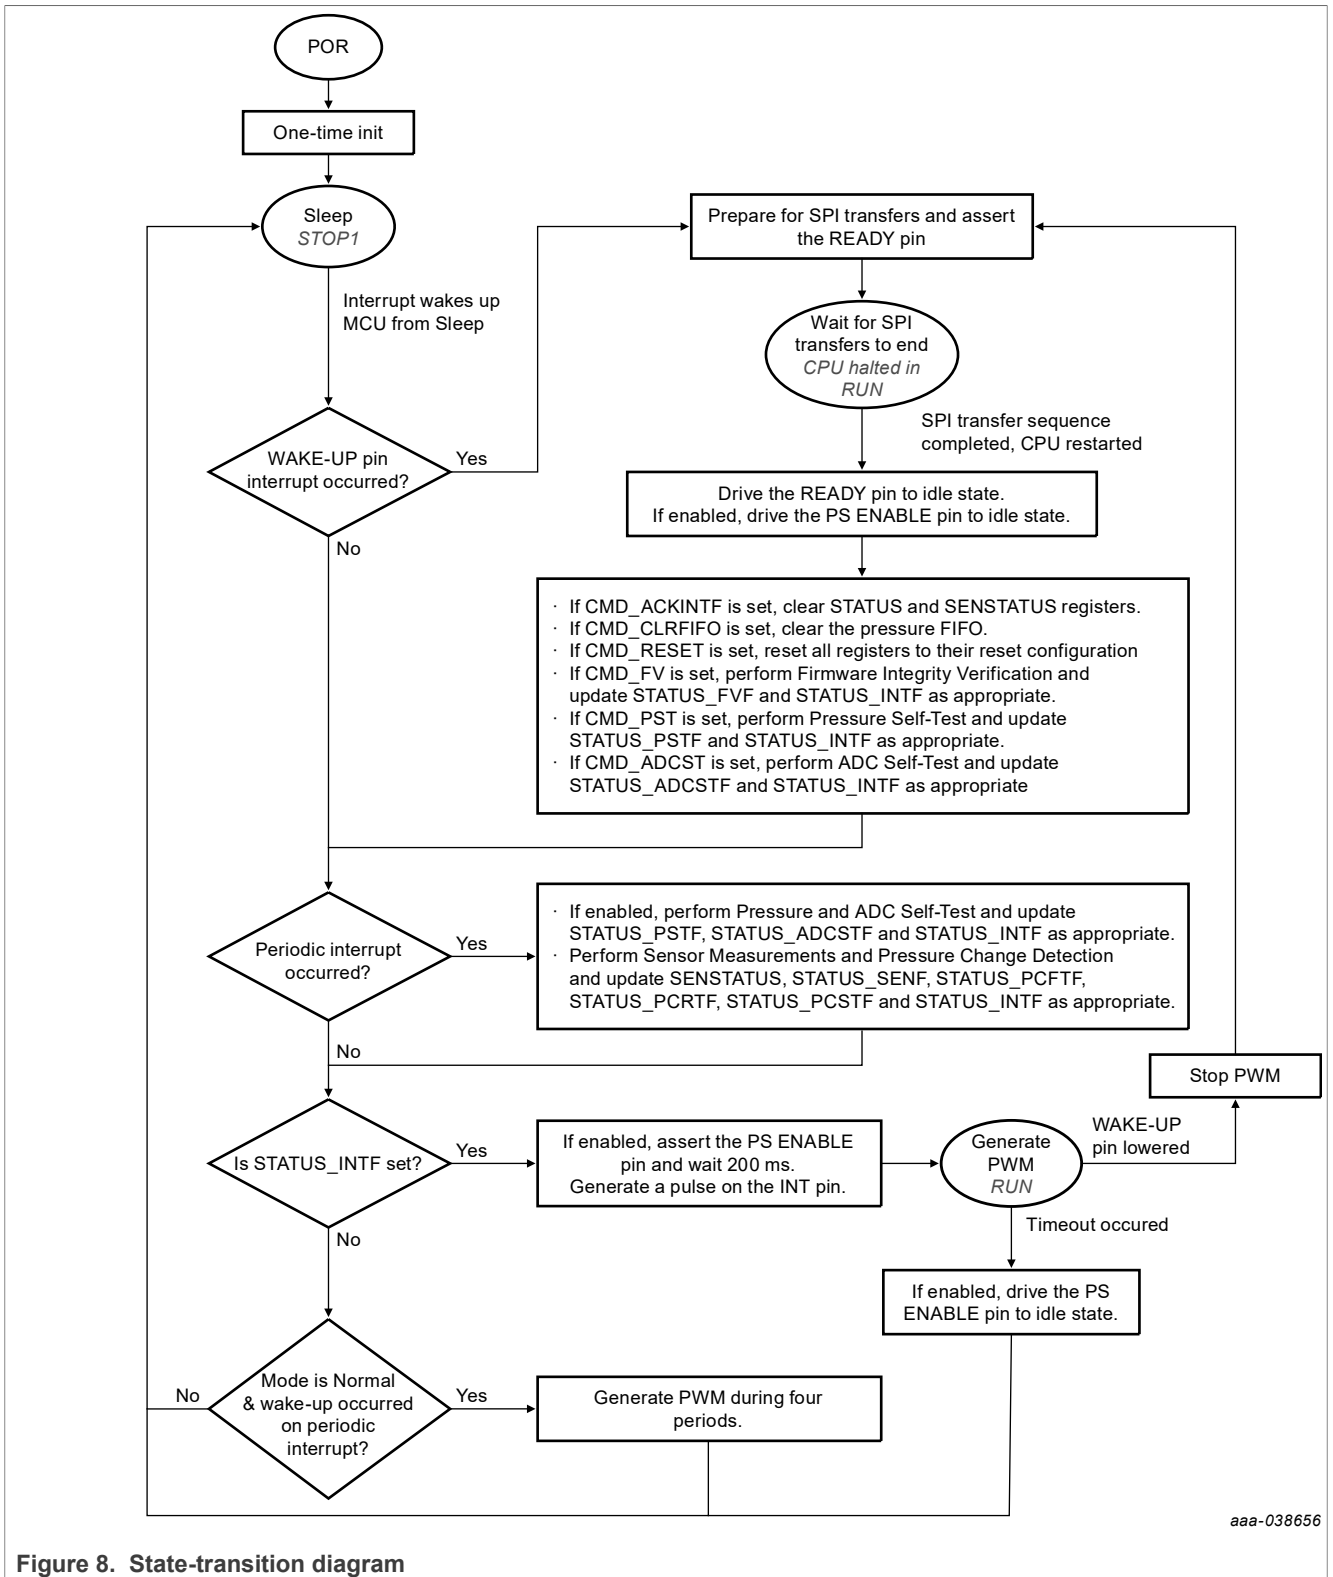 POR
One-time init
Sleep
STOP1
Interrupt wakes up
MCU from Sleep
WAKE-UP pin
interrupt occurred?
Yes
No
Prepare for SPI transfers and assert
the READY pin
Wait for SPI
transfers to end
CPU halted in
RUN
SPI transfer sequence
completed, CPU restarted
Drive the READY pin to idle state.
If enabled, drive the PS ENABLE pin to idle state.
· If CMD_ACKINTF is set, clear STATUS and SENSTATUS registers.
· If CMD_CLRFIFO is set, clear the pressure FIFO.
· If CMD_RESET is set, reset all registers to their reset configuration
· If CMD_FV is set, perform Firmware Integrity Verification and
update STATUS_FVF and STATUS_INTF as appropriate.
· If CMD_PST is set, perform Pressure Self-Test and update
STATUS_PSTF and STATUS_INTF as appropriate.
· If CMD_ADCST is set, perform ADC Self-Test and update
STATUS_ADCSTF and STATUS_INTF as appropriate
Periodic interrupt
occurred?
Yes
No
· If enabled, perform Pressure and ADC Self-Test and update
STATUS_PSTF, STATUS_ADCSTF and STATUS_INTF as appropriate.
· Perform Sensor Measurements and Pressure Change Detection
and update SENSTATUS, STATUS_SENF, STATUS_PCFTF,
STATUS_PCRTF, STATUS_PCSTF and STATUS_INTF as appropriate.
Is STATUS_INTF set?
Yes
No
If enabled, assert the PS ENABLE
pin and wait 200 ms.
Generate a pulse on the INT pin.
Generate
PWM
RUN
WAKE-UP
pin lowered
Stop PWM
Timeout occured
If enabled, drive the PS
ENABLE pin to idle state.
Mode is Normal
& wake-up occurred
on periodic
interrupt?
No
Yes
Generate PWM during four
periods.
aaa-038656
Figure 8. State-transition diagram